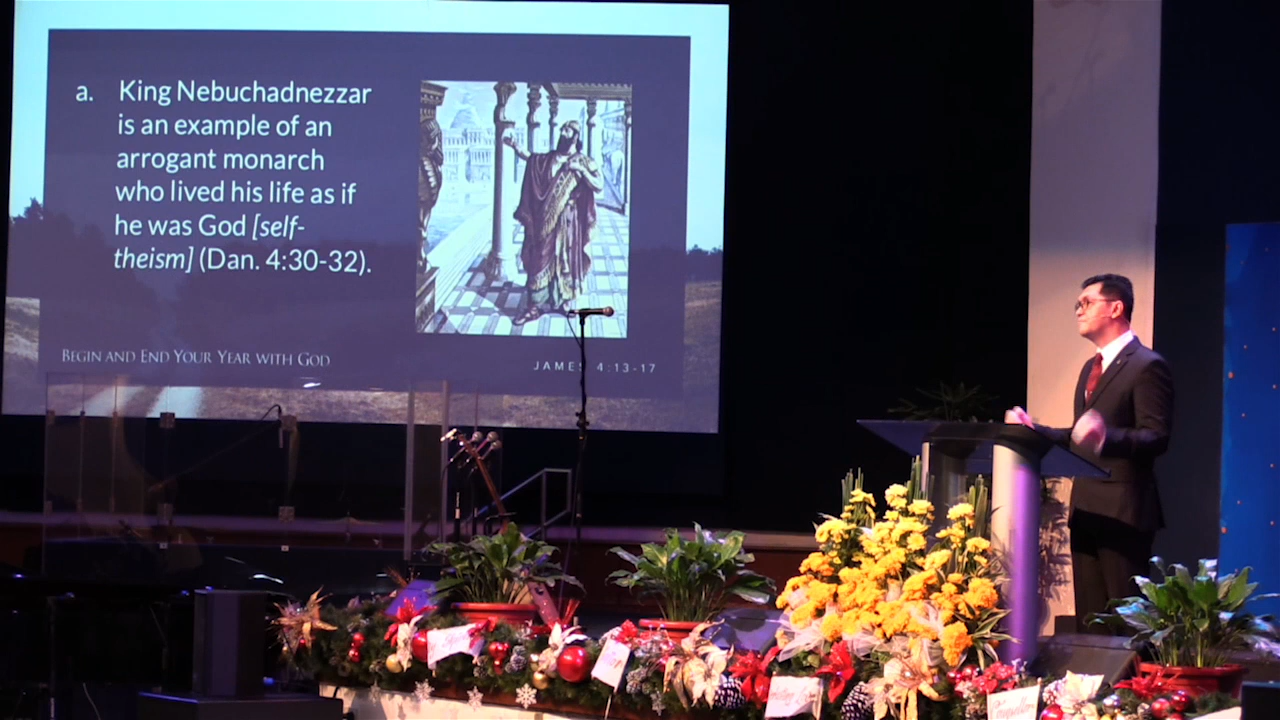 a. King Nebuchadnezzar
is an example of an
arrogant monarch
who lived his life as if
he was God [self-
theism] (Dan. 4:30-32).
BEGIN AND END YOUR YEAR WITH GOD
JAMES 4:13-17